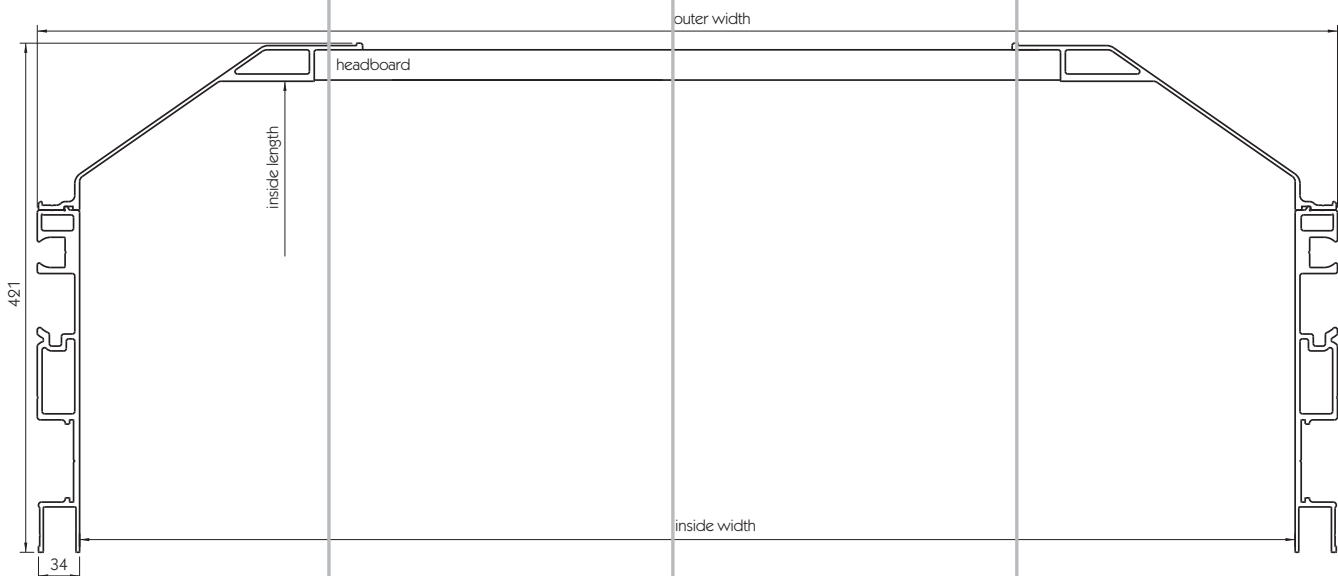 outer width
headboard
inside length
421
inside width
34